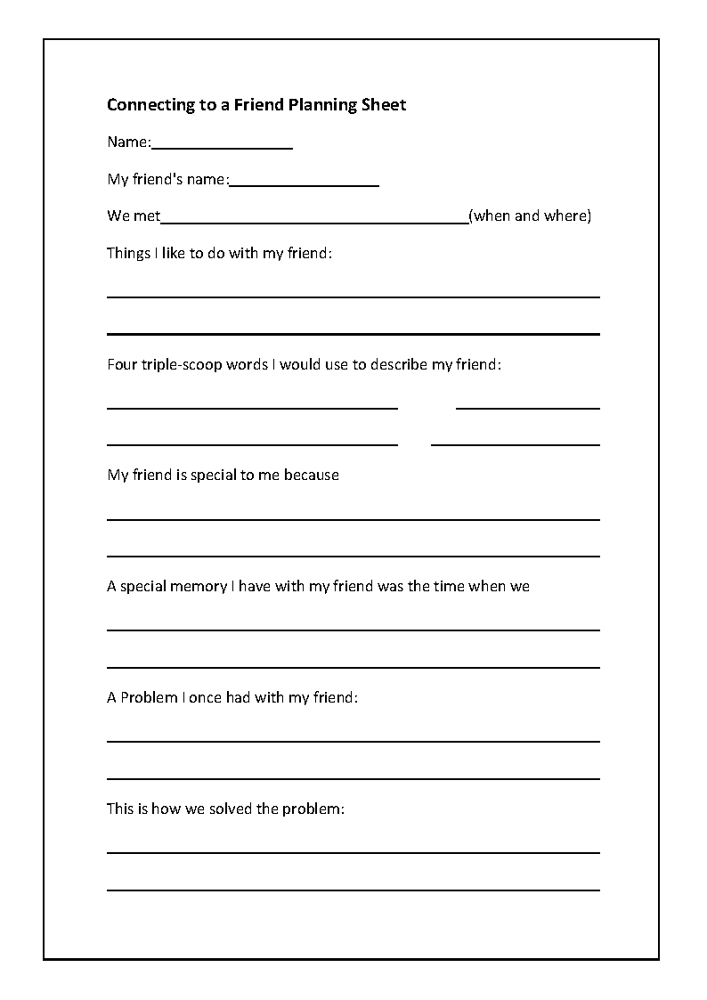 Connecting to a Friend Planning Sheet
Name:
My friend's name:
We met (when and where)
Things I like to do with my friend:
Four triple-scoop words I would use to describe my friend:
My friend is special to me because
A special memory I have with my friend was the time when we
A Problem I once had with my friend:
This is how we solved the problem: